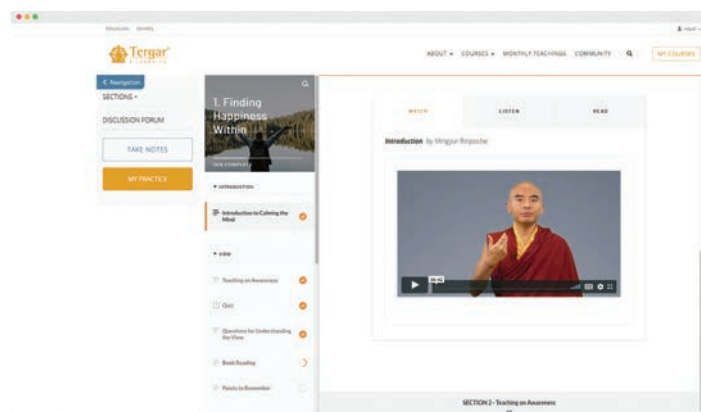 ESPAÑOL
Tergar®
ABOUT
COURSES
MONTHLY TEACHINGS
COMMUNITY
MY COURSES
Navigation
SECTIONS
DISCUSSION FORUM
TAKE NOTES
MY PRACTICE
1. Finding
Happiness
Within
INTRODUCTION
Introduction to Calming the
Mind
VIEW
Teaching on Awareness
Quiz
Questions for Understanding
the View
Book Reading
Points to Remember
WATCH
LISTEN
READ
Introduction by Mingyur Rinpoche
SECTION 2 - Teaching on Awareness